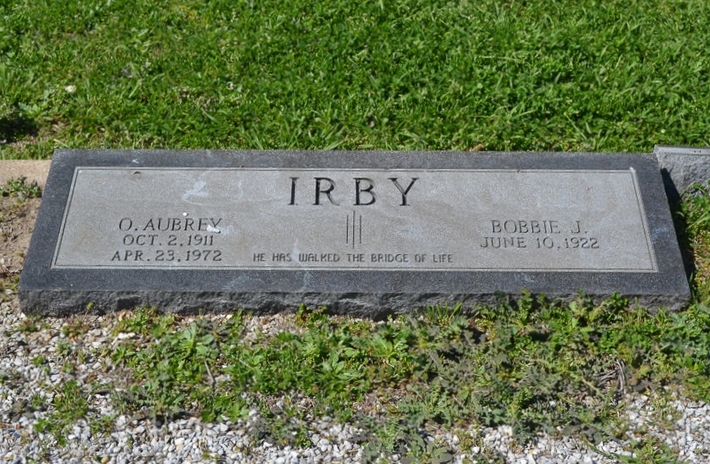 IRBY
O. AUBREY
OCT. 2, 1911
APR. 23, 1972
HE HAS WALKED THE BRIDGE OF LIFE
BOBBIE J.
JUNE 10, 1922